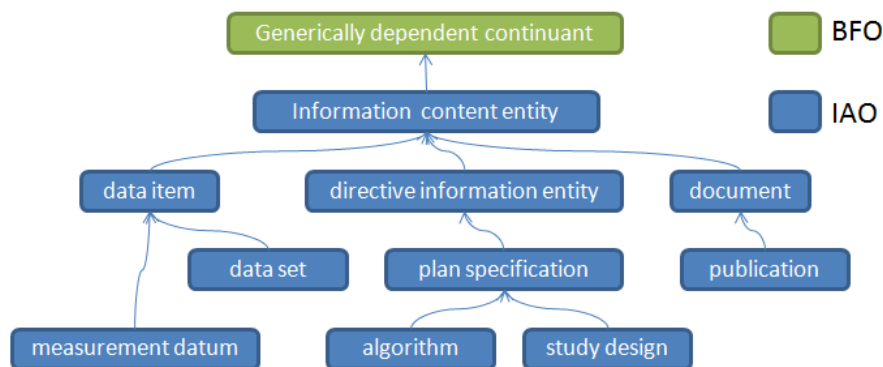 Generically dependent continuant
BFO
Information content entity
IAO
data item
directive information entity
document
data set
plan specification
publication
measurement datum
algorithm
study design